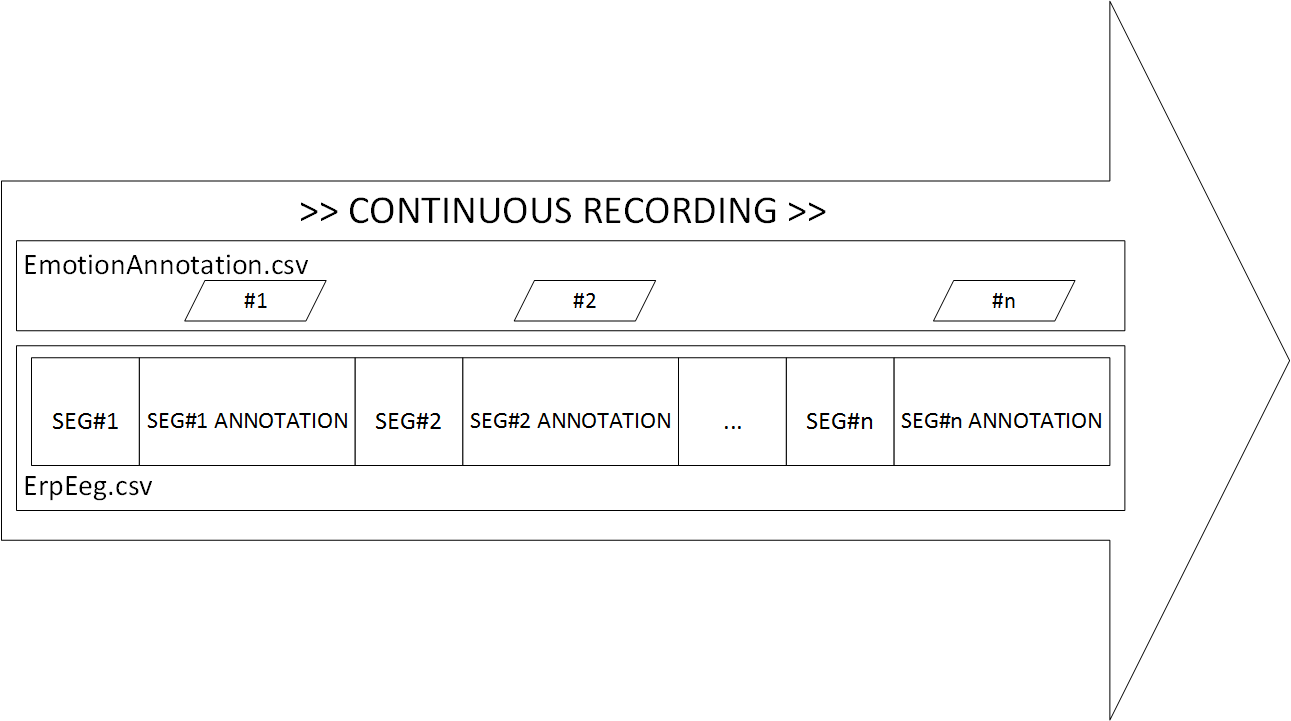 >> CONTINUOUS RECORDING >>
EmotionAnnotation.csv
#1 #2 #n
SEG#1 SEG#1 ANNOTATION SEG#2 SEG#2 ANNOTATION ... SEG#n SEG#n ANNOTATION
ErpEeg.csv